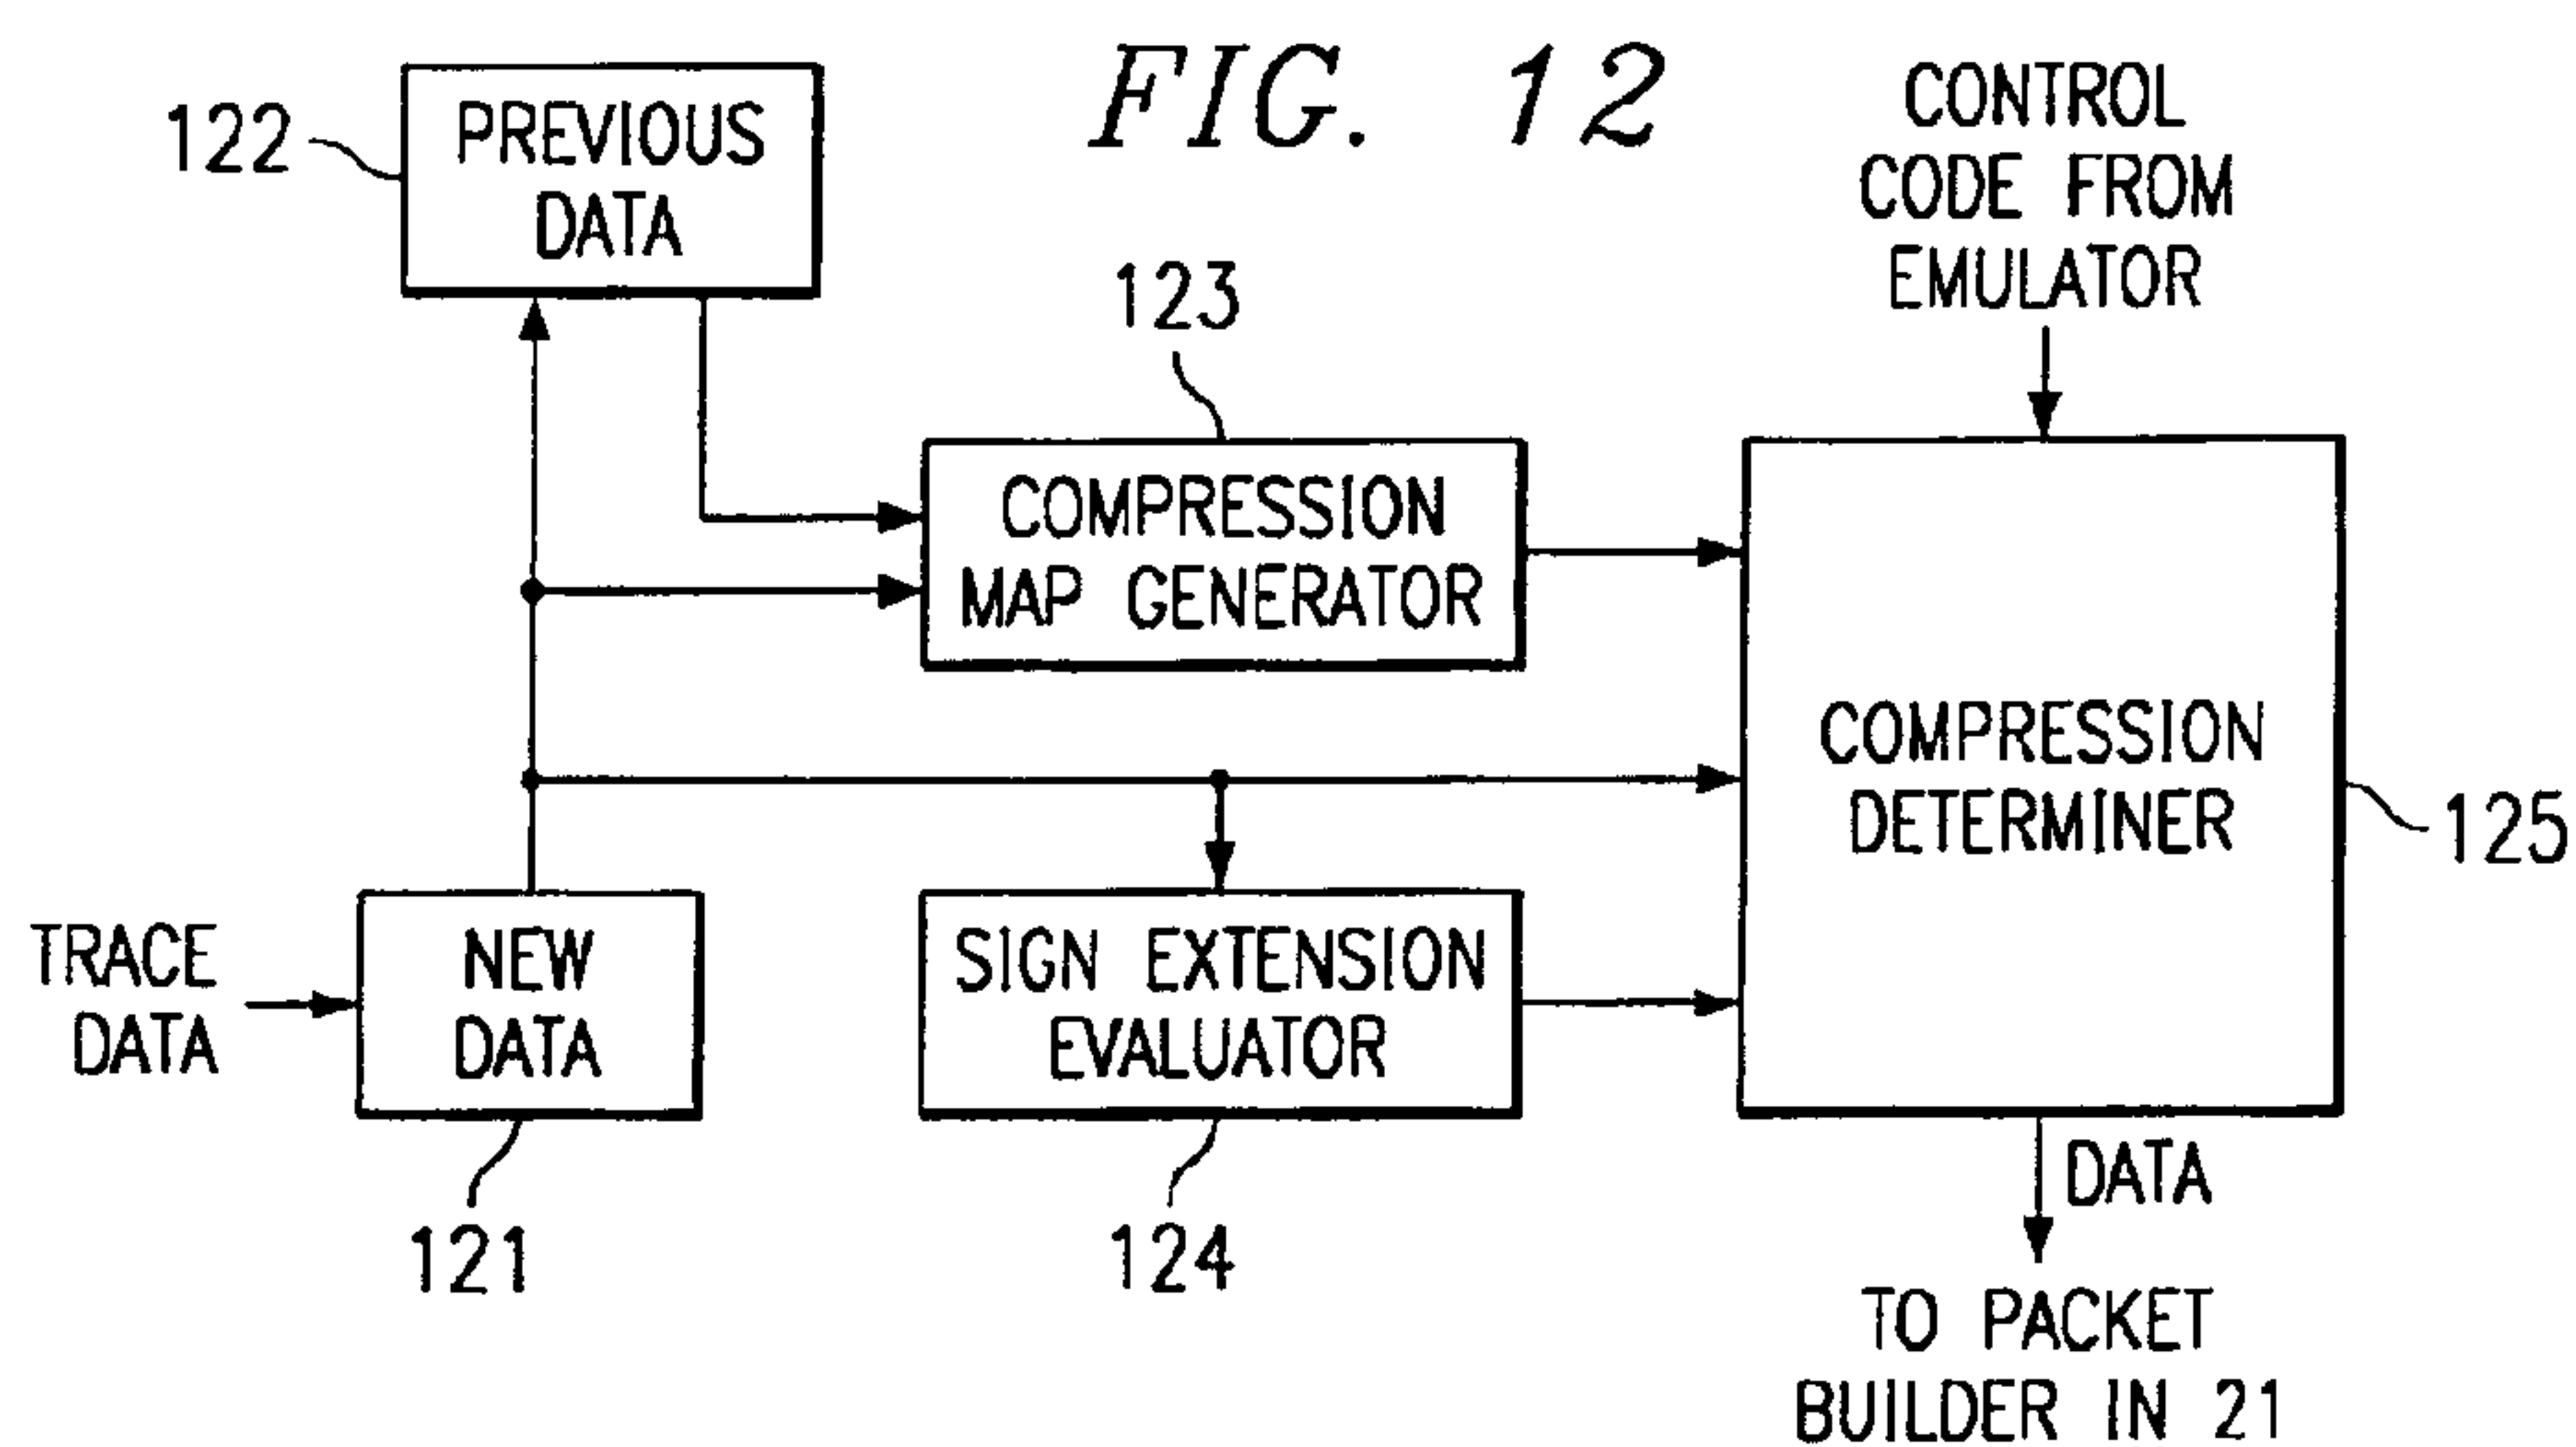 FIG. 12
122
PREVIOUS
DATA
CONTROL
CODE FROM
EMULATOR
123
COMPRESSION
MAP GENERATOR
COMPRESSION
DETERMINER
125
TRACE
DATA
NEW
DATA
121
SIGN EXTENSION
EVALUATOR
124
DATA
TO PACKET
BUILDER IN 21